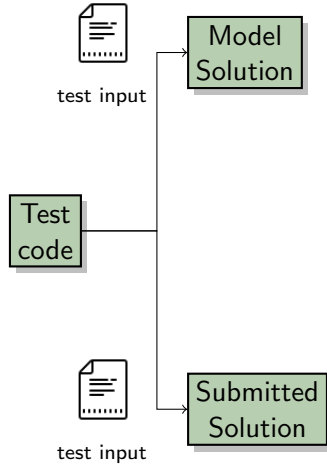 Model
Solution
test input
Test
code
Submitted
Solution
test input